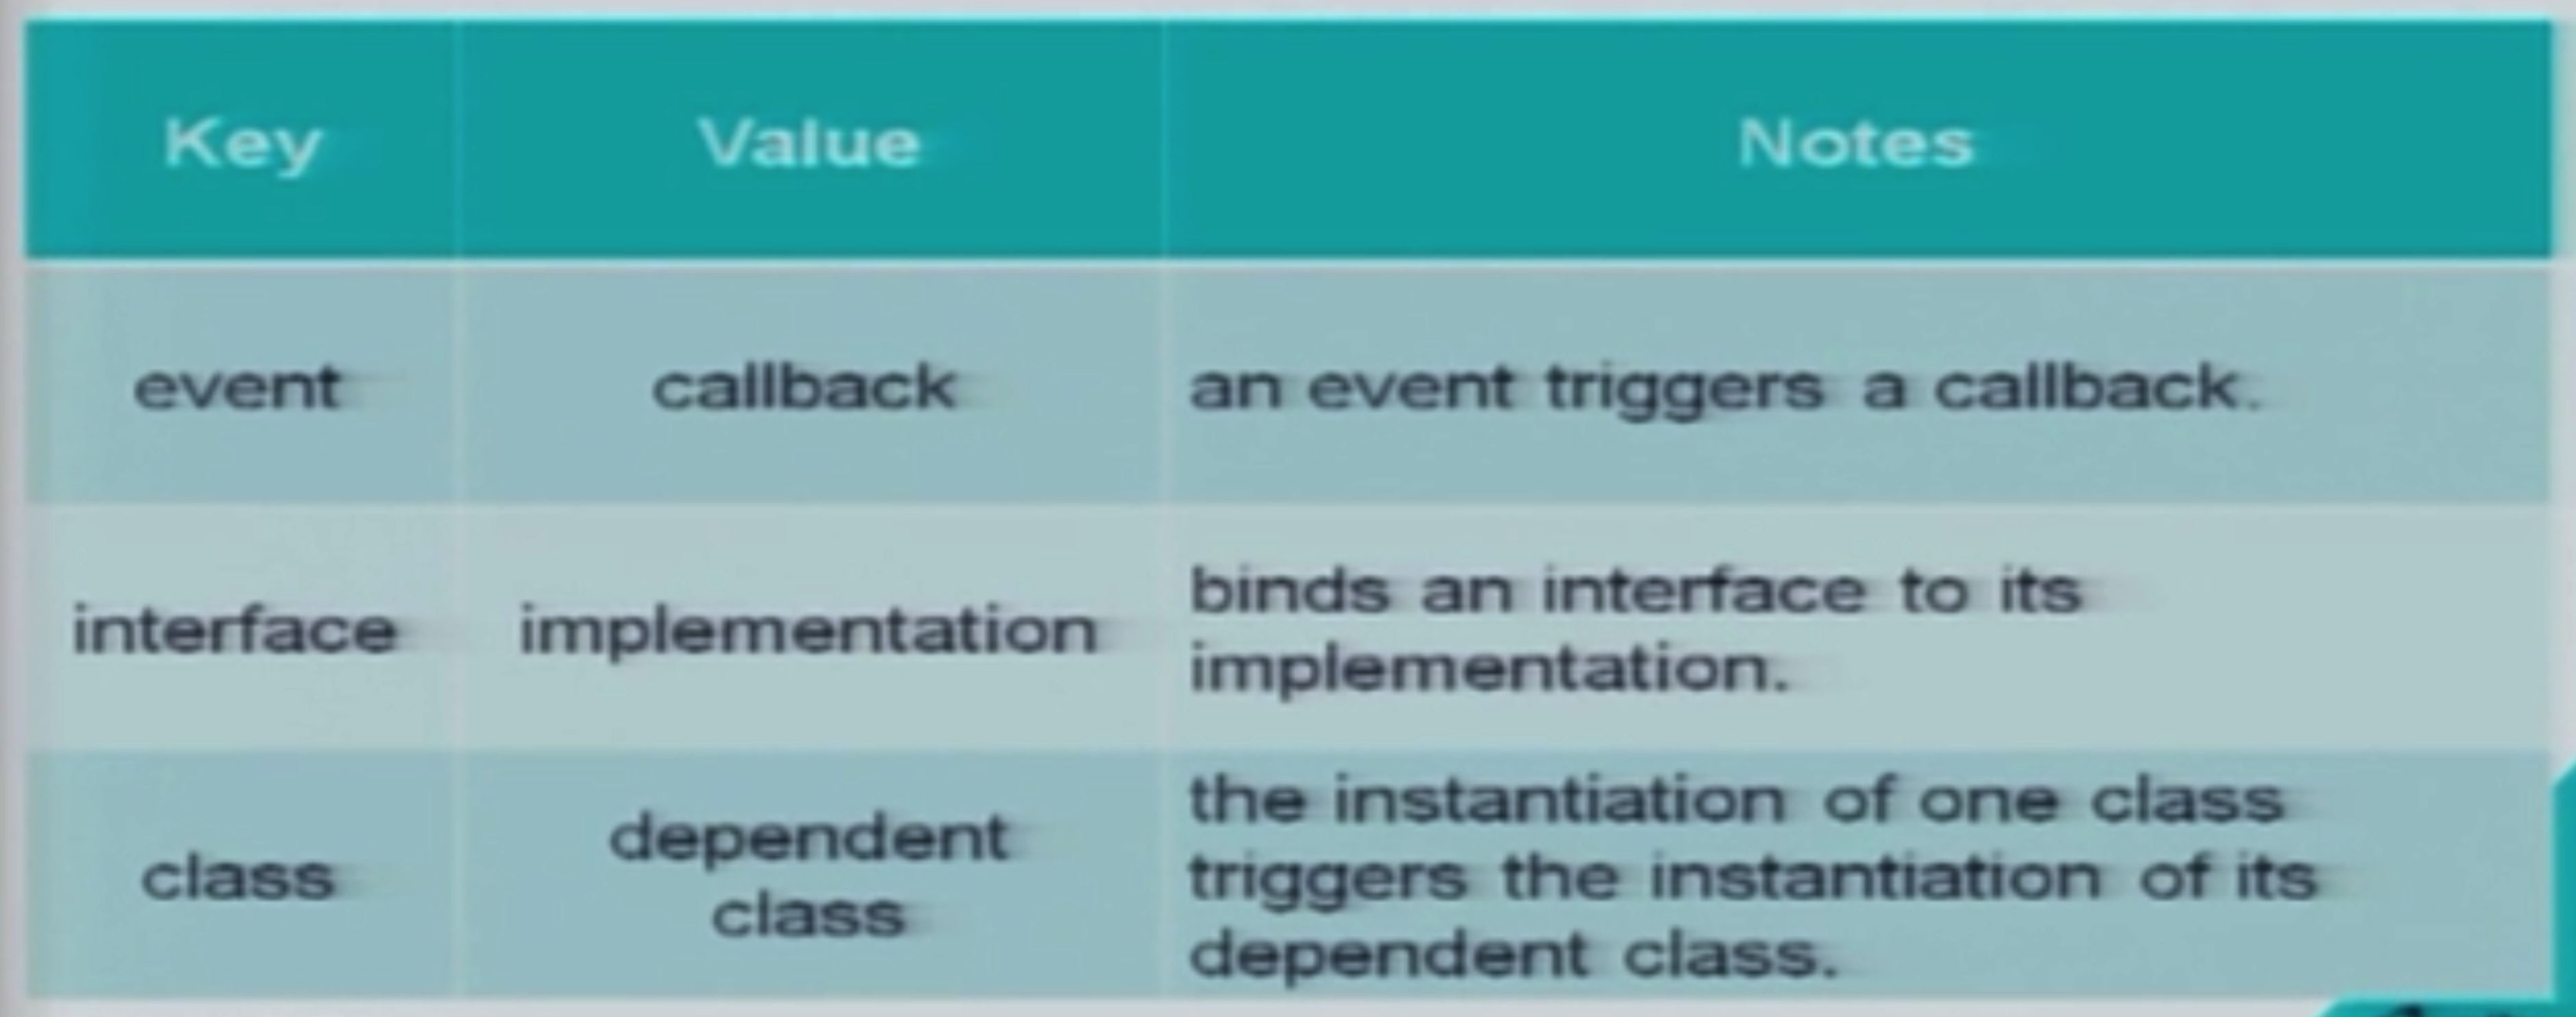 Key Value Notes
event callback an event triggers a callback.
interface implementation binds an interface to its
implementation.
class dependent
class the instantiation of one class
triggers the instantiation of its
dependent class.